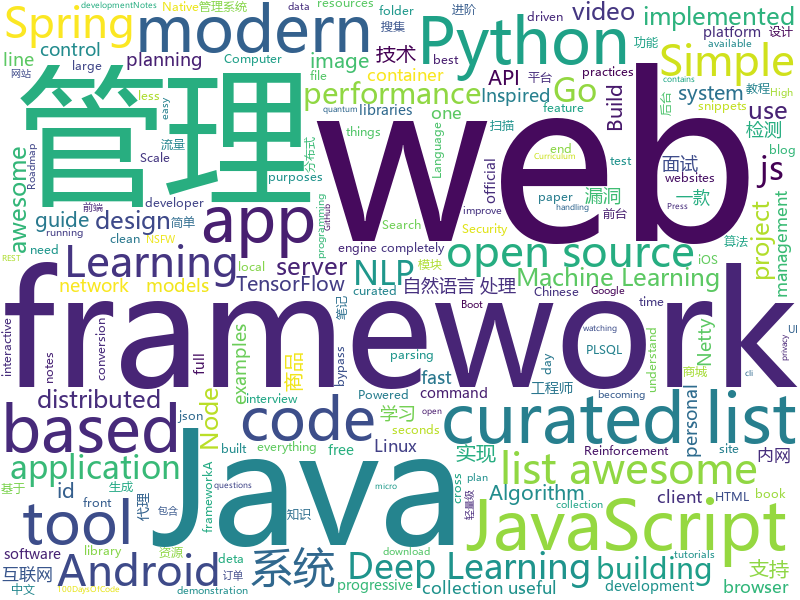 developmentNotes
Native管理系统
data
resources
搜集
进阶
driven
available
功能
设计
Spring
modern
Python
video
implemented
folder
Computer
best
platform
网站
line
control
planning
image
技术
container
API
平台
practices
Simple
large
less
file
easy
管理
web
performance
Go
quantum
libraries
Inspired
feature
Build
system
use
教程
High
contains
snippets
后台
Roadmap
流量
Scale
things
one
Language
扫描
检测
blog
分布式
awesome
purposes
developer
official
end
test
面试
js
websites
guide
design
前端
简单
app
programming
GitHub
paper
漏洞
一款
Press
improve
handling
running
clean
NSFW
Search
engine
completely
Security
前台
算法
project
management
need
REST
Learning
server
local
模块
open source
iOS
network
models
TensorFlow
NLP
curated
自然语言 处理
Machine Learning
Chinese
Google
time
interactive
notes
conversion
full
笔记
framework
Boot
watching
privacy
UI
distributed
Node
examples
商品
bypass
day
parsing
fast
PLSQL
Netty
understand
商城
cli
based
json
interview
Powered
command
工程师
becoming
code
学习
seconds
curated list
personal
tool
Java
built
free
everything
Linux
实现
Reinforcement
site
内网
application
id
代理
frameworkA
questions
list awesome
Algorithm
client
HTML
book
基于
生成
front
知识
JavaScript
software
library
包含
资源
micro
轻量级
cross
plan
collection
互联网
Android
系统
Deep Learning
building
支持
中文
100DaysOfCode
订单
demonstration
deta
progressive
download
open
collection useful
Curriculum
tutorials
development
browser